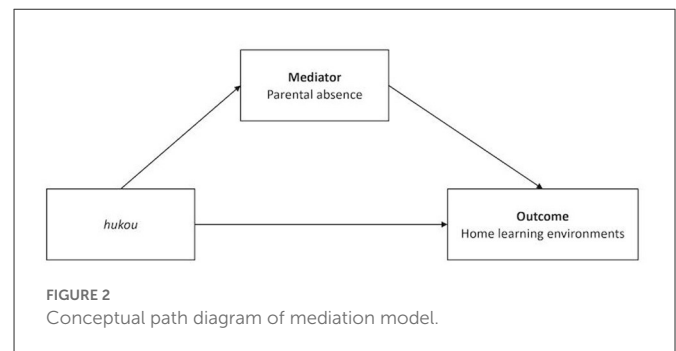 Mediator
Parental absence
hukou
Outcome
Home learning environments
FIGURE 2
Conceptual path diagram of mediation model.